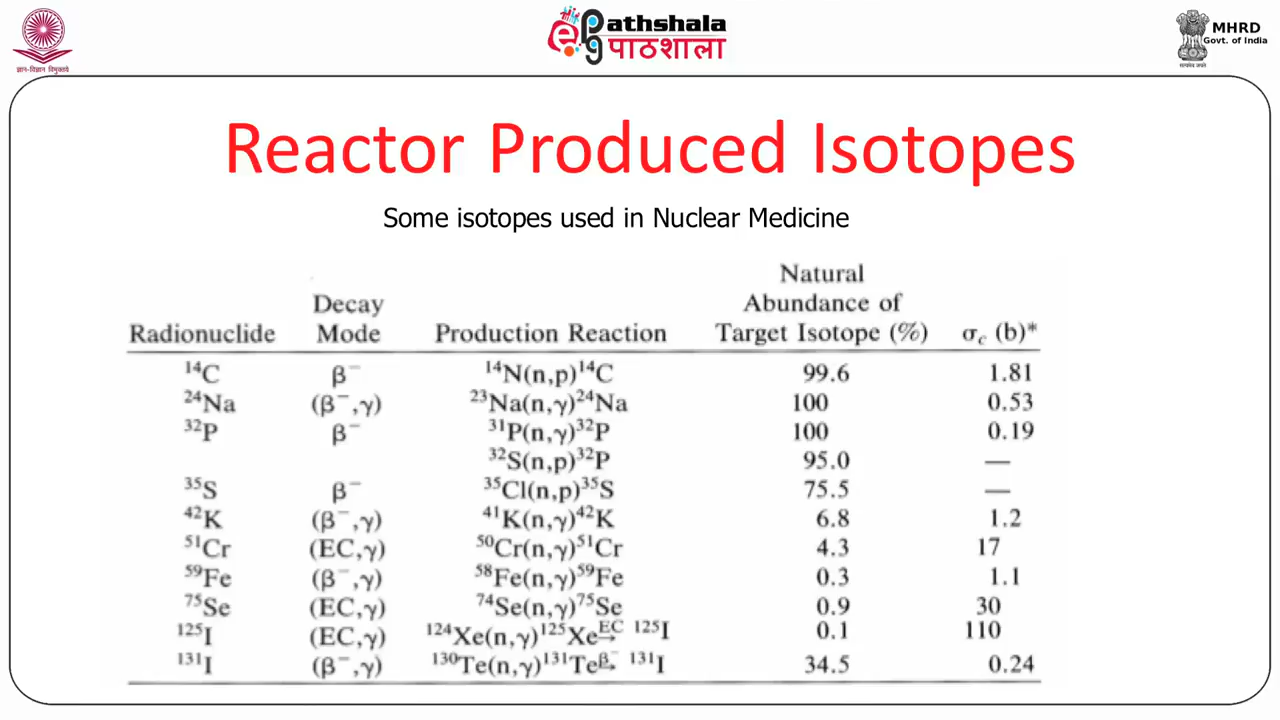 ज्ञान-विज्ञान विमुक्तये
epathshala
पाठशाला
सत्यमेव जयते
MHRD
Govt. of India
Reactor Produced Isotopes
Some isotopes used in Nuclear Medicine
Radionuclide Decay Mode Production Reaction Natural Abundance of Target Isotope (%) σc (b)*
¹⁴C β⁻ ¹⁴N(n,p)¹⁴C 99.6 1.81
²⁴Na (β⁻,γ) ²³Na(n,γ)²⁴Na 100 0.53
³²P β⁻ ³¹P(n,γ)³²P 100 0.19
³²S(n,p)³²P 95.0 —
³⁵S β⁻ ³⁵Cl(n,p)³⁵S 75.5 —
⁴²K (β⁻,γ) ⁴¹K(n,γ)⁴²K 6.8 1.2
⁵¹Cr (EC,γ) ⁵⁰Cr(n,γ)⁵¹Cr 4.3 17
⁵⁹Fe (β⁻,γ) ⁵⁸Fe(n,γ)⁵⁹Fe 0.3 1.1
⁷⁵Se (EC,γ) ⁷⁴Se(n,γ)⁷⁵Se 0.9 30
¹²⁵I (EC,γ) ¹²⁴Xe(n,γ)¹²⁵Xe EC→ ¹²⁵I 0.1 110
¹³¹I (β⁻,γ) ¹³⁰Te(n,γ)¹³¹Te β⁻→ ¹³¹I 34.5 0.24